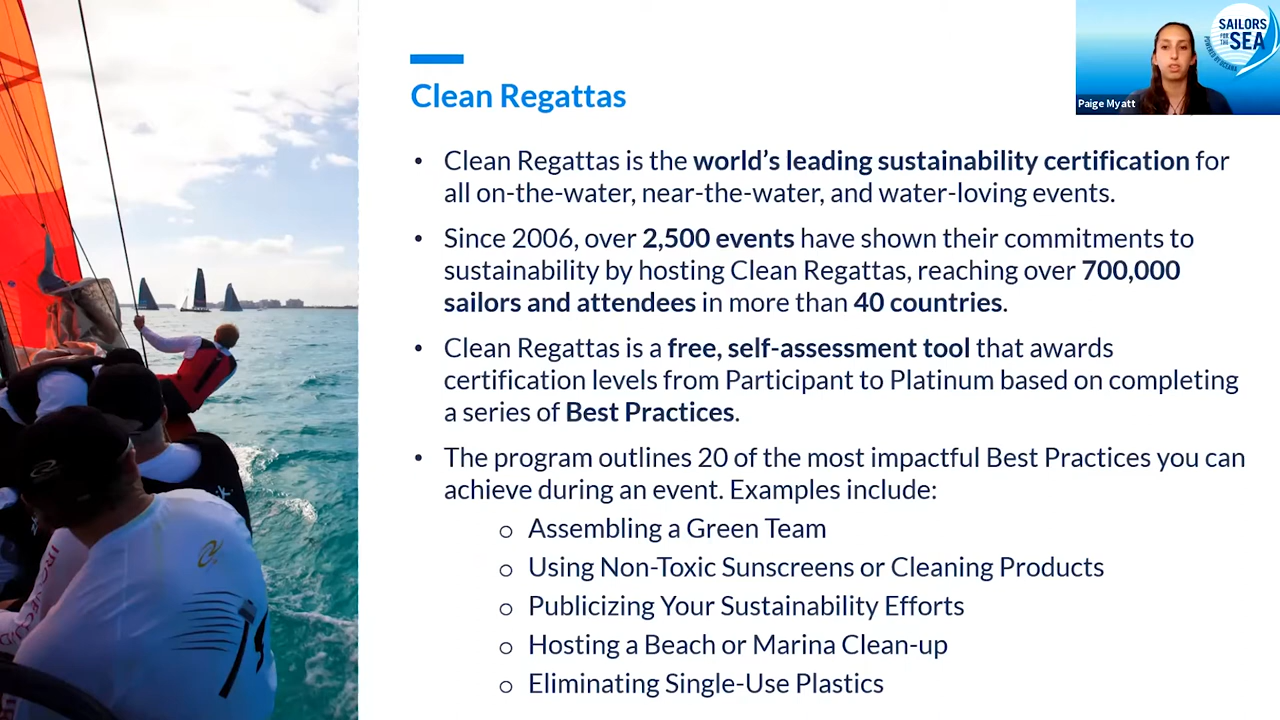 Clean Regattas
• Clean Regattas is the world’s leading sustainability certification for
all on-the-water, near-the-water, and water-loving events.
• Since 2006, over 2,500 events have shown their commitments to
sustainability by hosting Clean Regattas, reaching over 700,000
sailors and attendees in more than 40 countries.
• Clean Regattas is a free, self-assessment tool that awards
certification levels from Participant to Platinum based on completing
a series of Best Practices.
• The program outlines 20 of the most impactful Best Practices you can
achieve during an event. Examples include:
o Assembling a Green Team
o Using Non-Toxic Sunscreens or Cleaning Products
o Publicizing Your Sustainability Efforts
o Hosting a Beach or Marina Clean-up
o Eliminating Single-Use Plastics
SAILORS
FOR THE
SEA
POWERED BY OCEANA
Paige Myatt